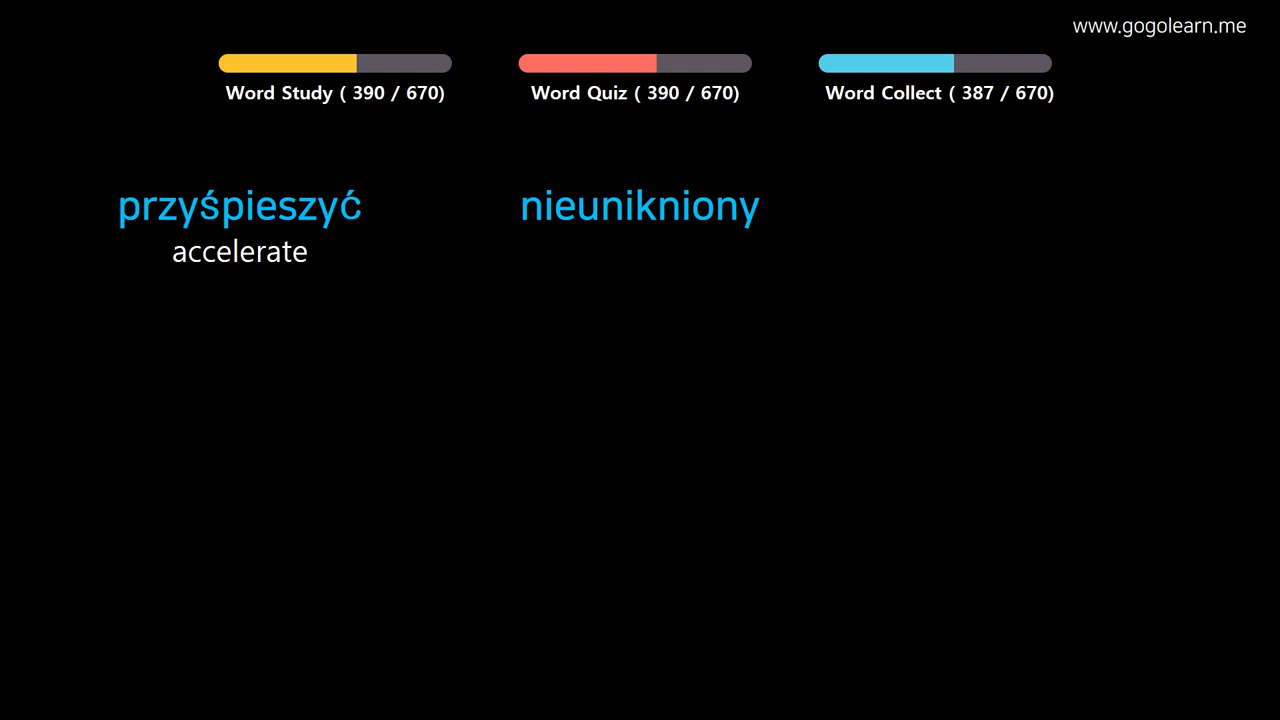 www.gogolearn.me
Word Study ( 390 / 670)
Word Quiz ( 390 / 670)
Word Collect ( 387 / 670)
przyśpieszyć
accelerate
nieunikniony